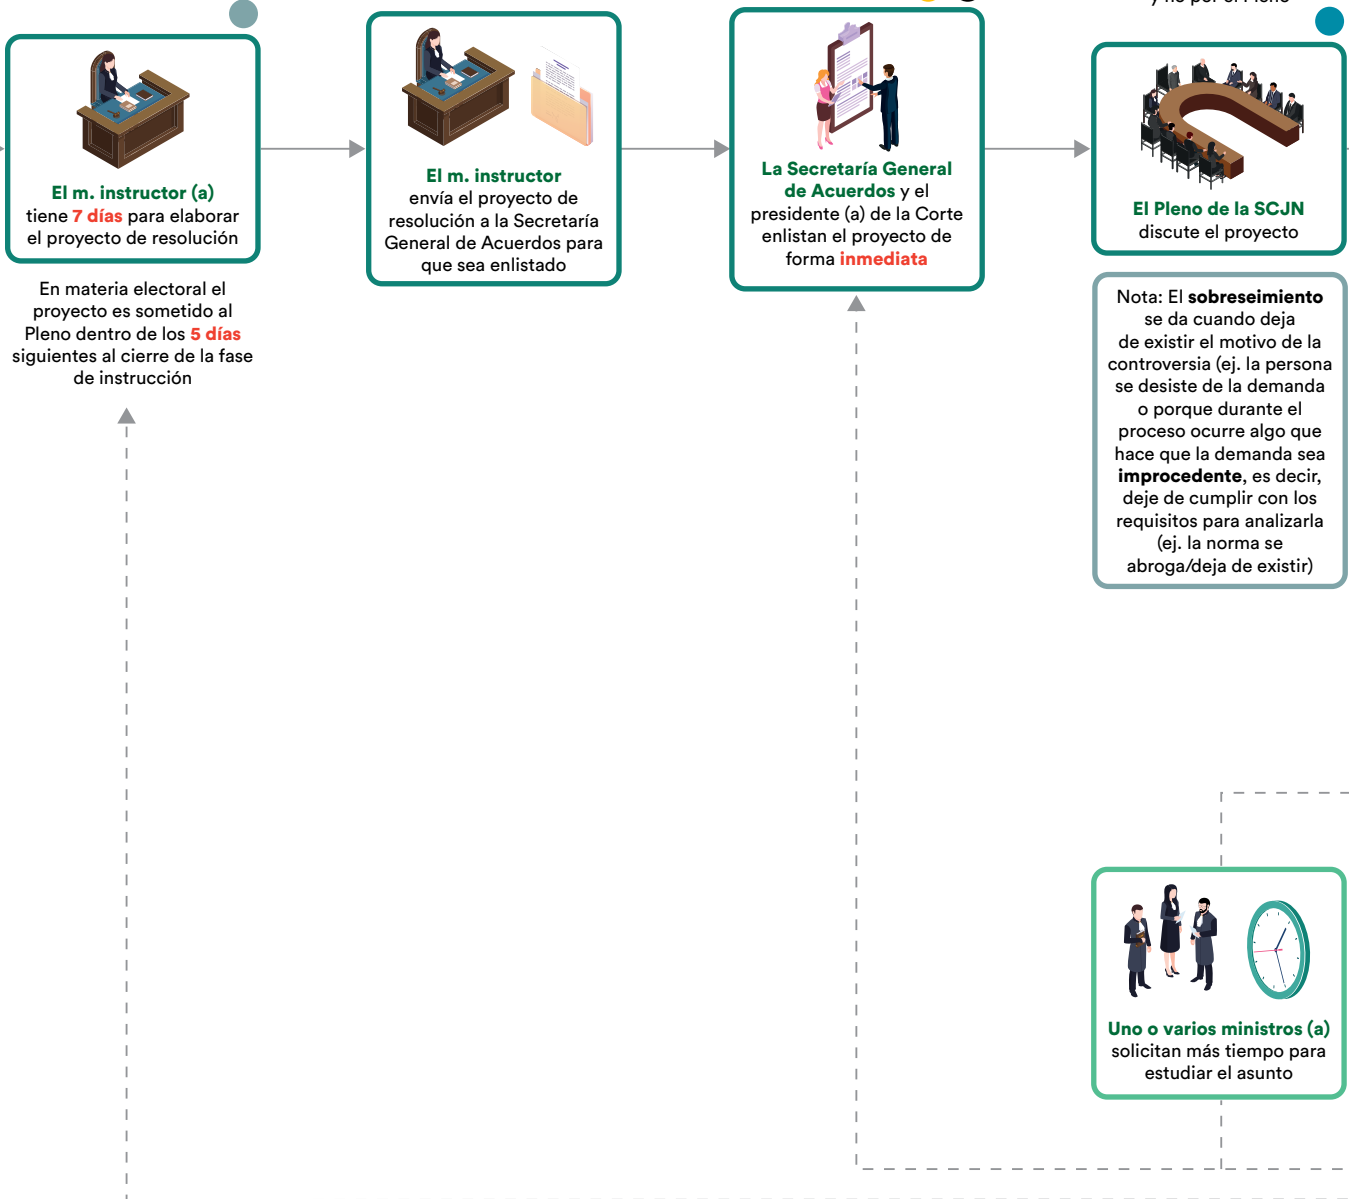 y no por el Pleno
El m. instructor (a)
tiene 7 días para elaborar
el proyecto de resolución
En materia electoral el
proyecto es sometido al
Pleno dentro de los 5 días
siguientes al cierre de la fase
de instrucción
El m. instructor
envía el proyecto de
resolución a la Secretaría
General de Acuerdos para
que sea enlistado
La Secretaría General
de Acuerdos y el
presidente (a) de la Corte
enlistan el proyecto de
forma inmediata
El Pleno de la SCJN
discute el proyecto
Nota: El sobreseimiento
se da cuando deja
de existir el motivo de la
controversia (ej. la persona
se desiste de la demanda
o porque durante el
proceso ocurre algo que
hace que la demanda sea
improcedente, es decir,
deje de cumplir con los
requisitos para analizarla
(ej. la norma se
abroga/deja de existir)
Uno o varios ministros (a)
solicitan más tiempo para
estudiar el asunto